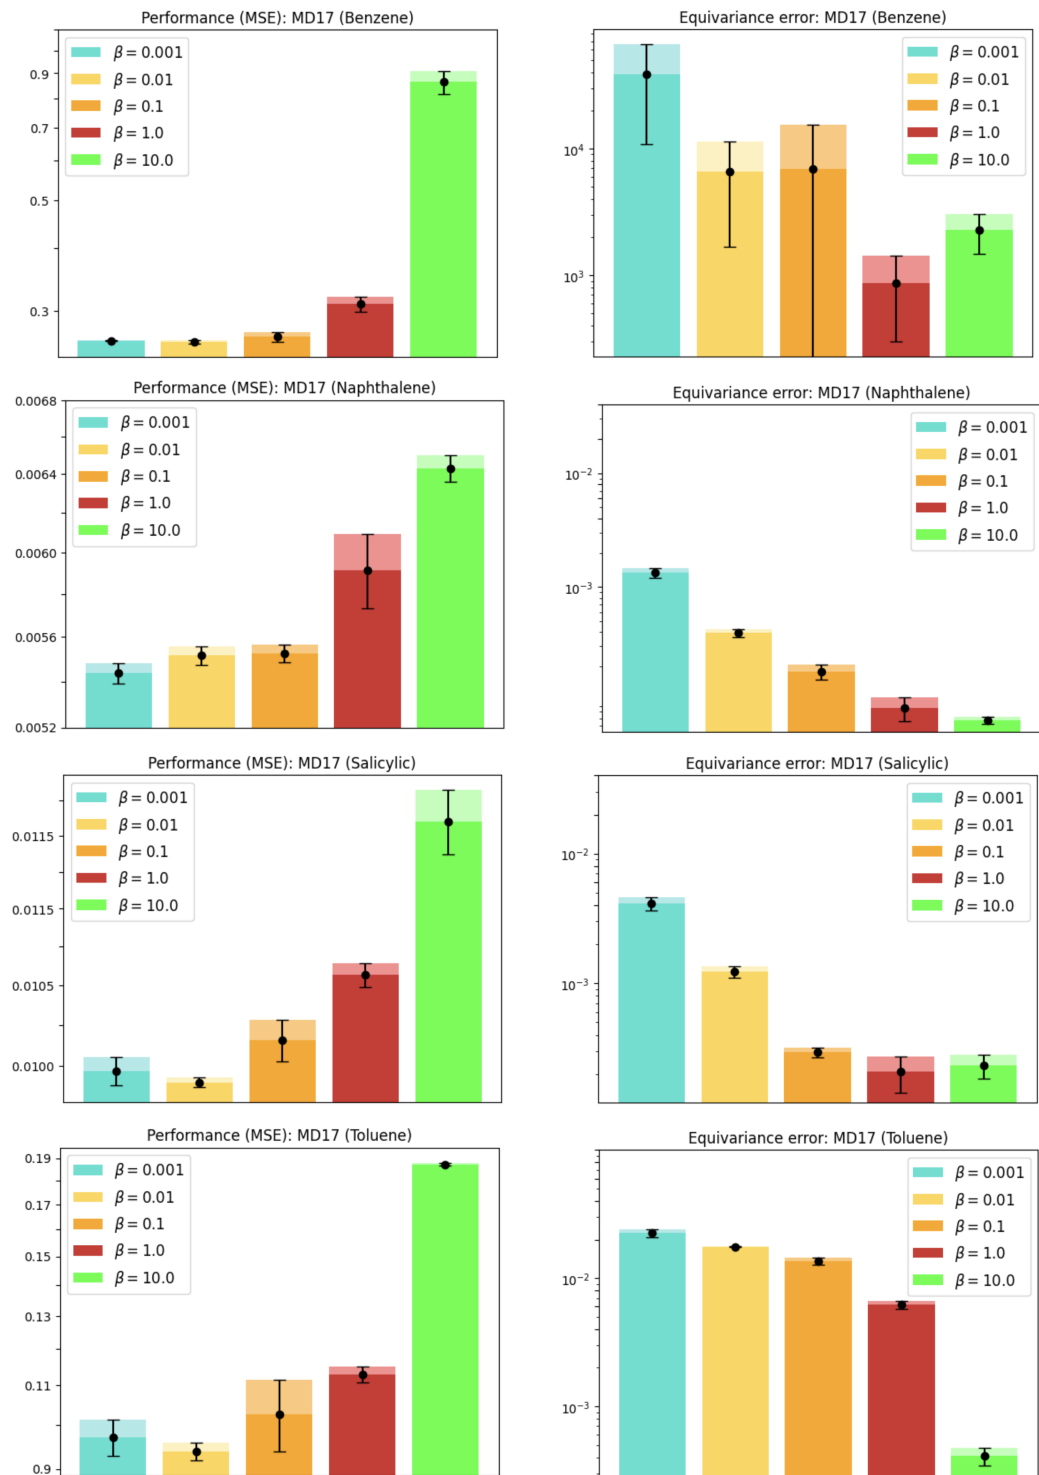 Performance (MSE): MD17 (Benzene)
0.9
0.7
0.5
0.3
β = 0.001
β = 0.01
β = 0.1
β = 1.0
β = 10.0
Equivariance error: MD17 (Benzene)
10⁴
10³
β = 0.001
β = 0.01
β = 0.1
β = 1.0
β = 10.0
Performance (MSE): MD17 (Naphthalene)
0.0068
0.0064
0.0060
0.0056
0.0052
β = 0.001
β = 0.01
β = 0.1
β = 1.0
β = 10.0
Equivariance error: MD17 (Naphthalene)
10⁻²
10⁻³
β = 0.001
β = 0.01
β = 0.1
β = 1.0
β = 10.0
Performance (MSE): MD17 (Salicylic)
0.0115
0.0115
0.0105
0.0100
β = 0.001
β = 0.01
β = 0.1
β = 1.0
β = 10.0
Equivariance error: MD17 (Salicylic)
10⁻²
10⁻³
β = 0.001
β = 0.01
β = 0.1
β = 1.0
β = 10.0
Performance (MSE): MD17 (Toluene)
0.19
0.17
0.15
0.13
0.11
0.9
β = 0.001
β = 0.01
β = 0.1
β = 1.0
β = 10.0
Equivariance error: MD17 (Toluene)
10⁻²
10⁻³
β = 0.001
β = 0.01
β = 0.1
β = 1.0
β = 10.0